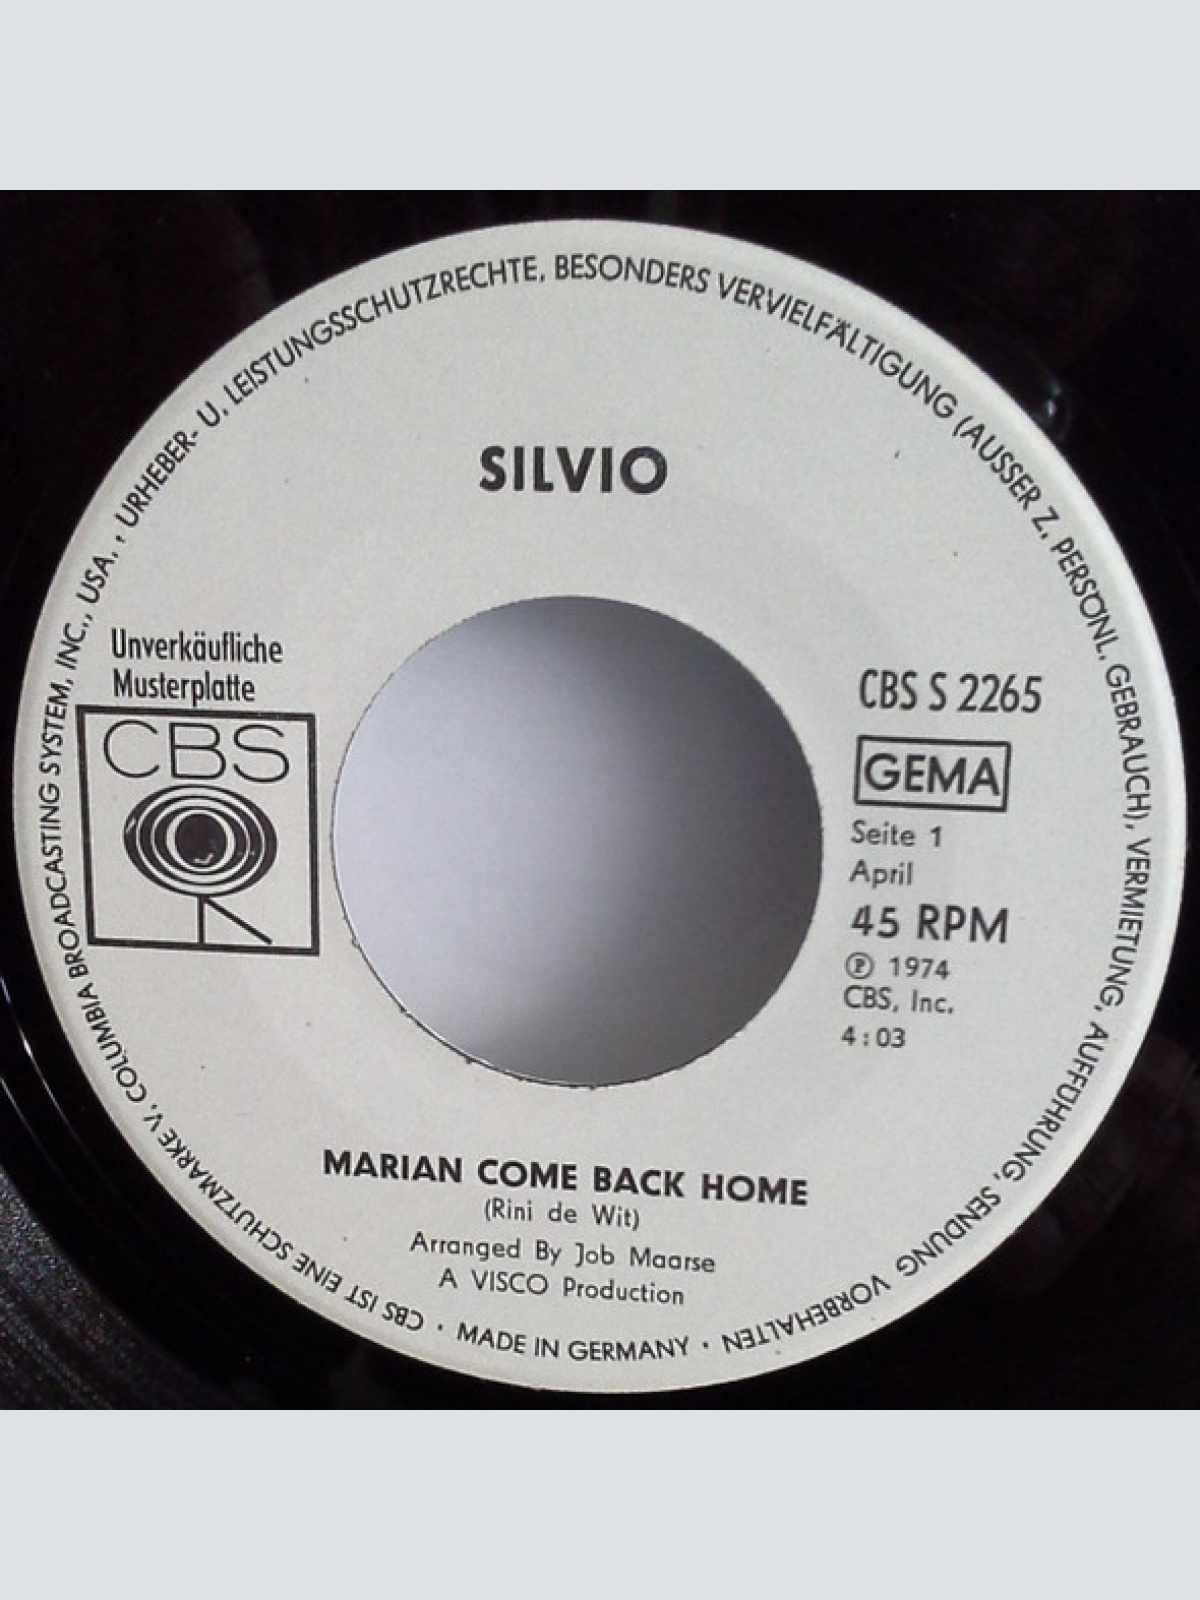 CBS IST EINE SCHUTZMARKE V. COLUMBIA BROADCASTING SYSTEM, INC., USA, , URHEBER- U. LEISTUNGSSCHUTZRECHTE, BESONDERS VERVIELFÄLTIGUNG (AUSSER Z. PERSÖNL. GEBRAUCH), VERMIETUNG, AUFFÜHRUNG, SENDUNG VORBEHALTEN • MADE IN GERMANY •
SILVIO
Unverkäufliche
Musterplatte
CBS
CBS S 2265
GEMA
Seite 1
April
45 RPM
Ⓟ 1974
CBS, Inc.
4:03
MARIAN COME BACK HOME
(Rini de Wit)
Arranged By Job Maarse
A VISCO Production